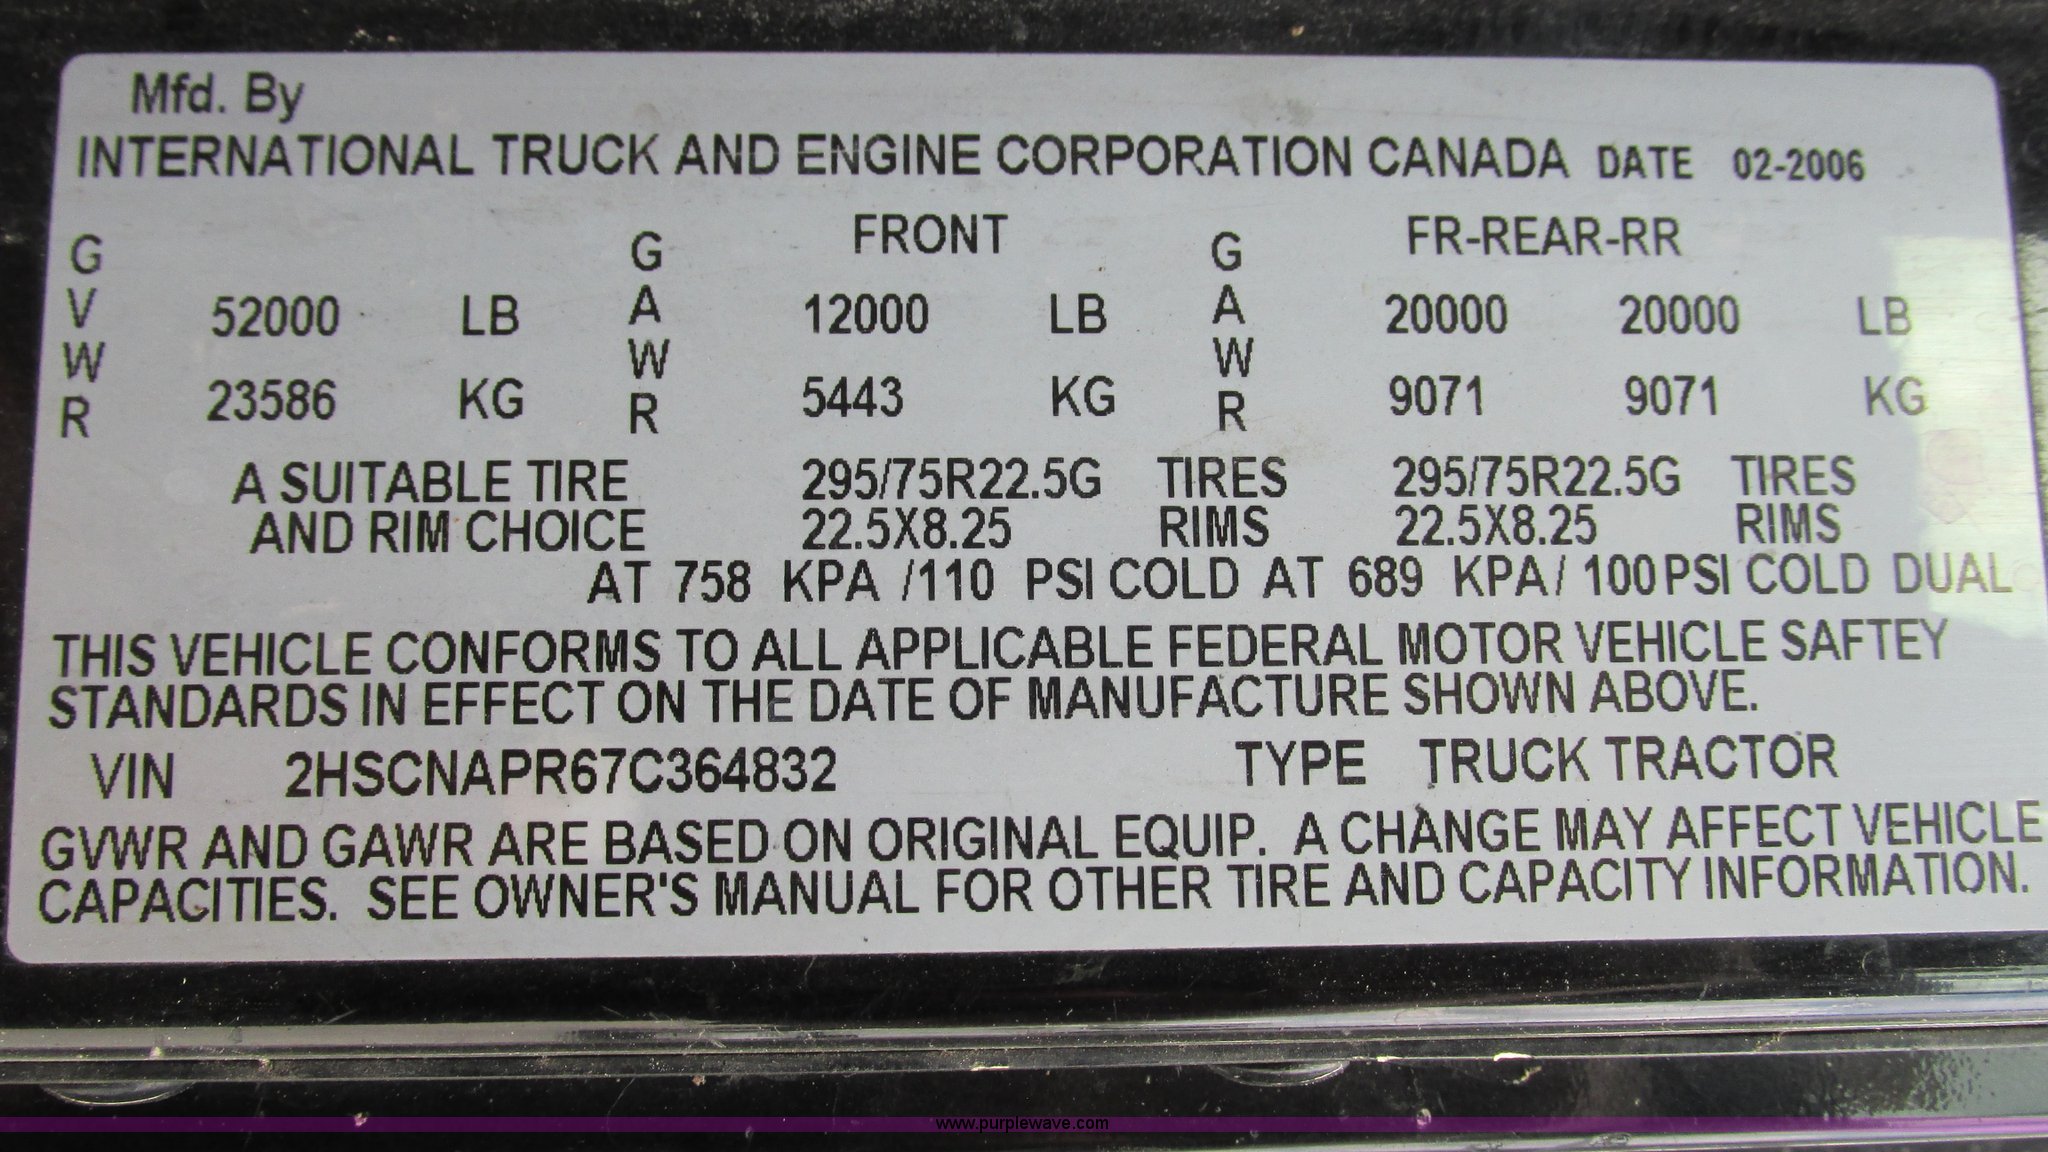 Mfd. By
INTERNATIONAL TRUCK AND ENGINE CORPORATION CANADA DATE 02-2006
GVWR 52000 LB GAWR FRONT 12000 LB GAWR FR-REAR-RR 20000 20000 LB
23586 KG 5443 KG 9071 9071 KG
A SUITABLE TIRE 295/75R22.5G TIRES 295/75R22.5G TIRES
AND RIM CHOICE 22.5X8.25 RIMS 22.5X8.25 RIMS
AT 758 KPA /110 PSI COLD AT 689 KPA/ 100 PSI COLD DUAL
THIS VEHICLE CONFORMS TO ALL APPLICABLE FEDERAL MOTOR VEHICLE SAFTEY
STANDARDS IN EFFECT ON THE DATE OF MANUFACTURE SHOWN ABOVE.
VIN 2HSCNAPR67C364832 TYPE TRUCK TRACTOR
GVWR AND GAWR ARE BASED ON ORIGINAL EQUIP. A CHANGE MAY AFFECT VEHICLE
CAPACITIES. SEE OWNER'S MANUAL FOR OTHER TIRE AND CAPACITY INFORMATION.
www.purplewave.com